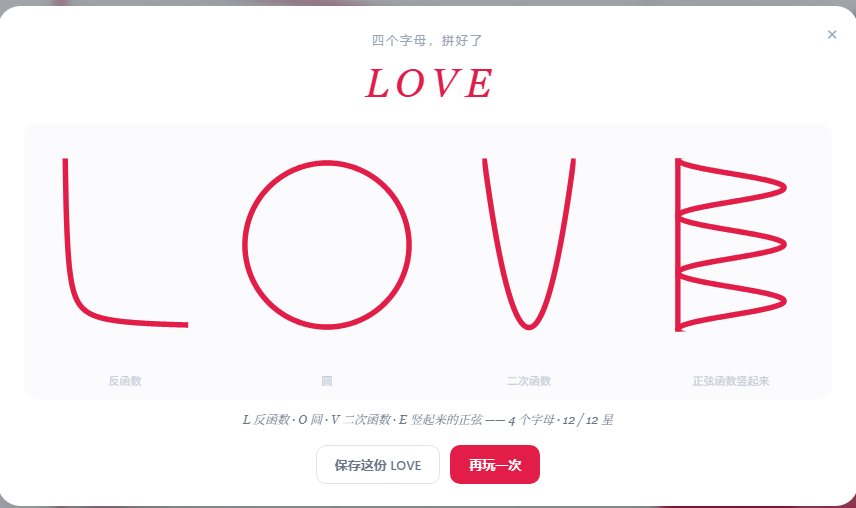 四个字母，拼好了
×
LOVE
反函数 圆 二次函数 正弦函数竖起来
L 反函数 · O 圆 · V 二次函数 · E 竖起来的正弦 —— 4 个字母 · 12 / 12 星
保存这份 LOVE 再玩一次